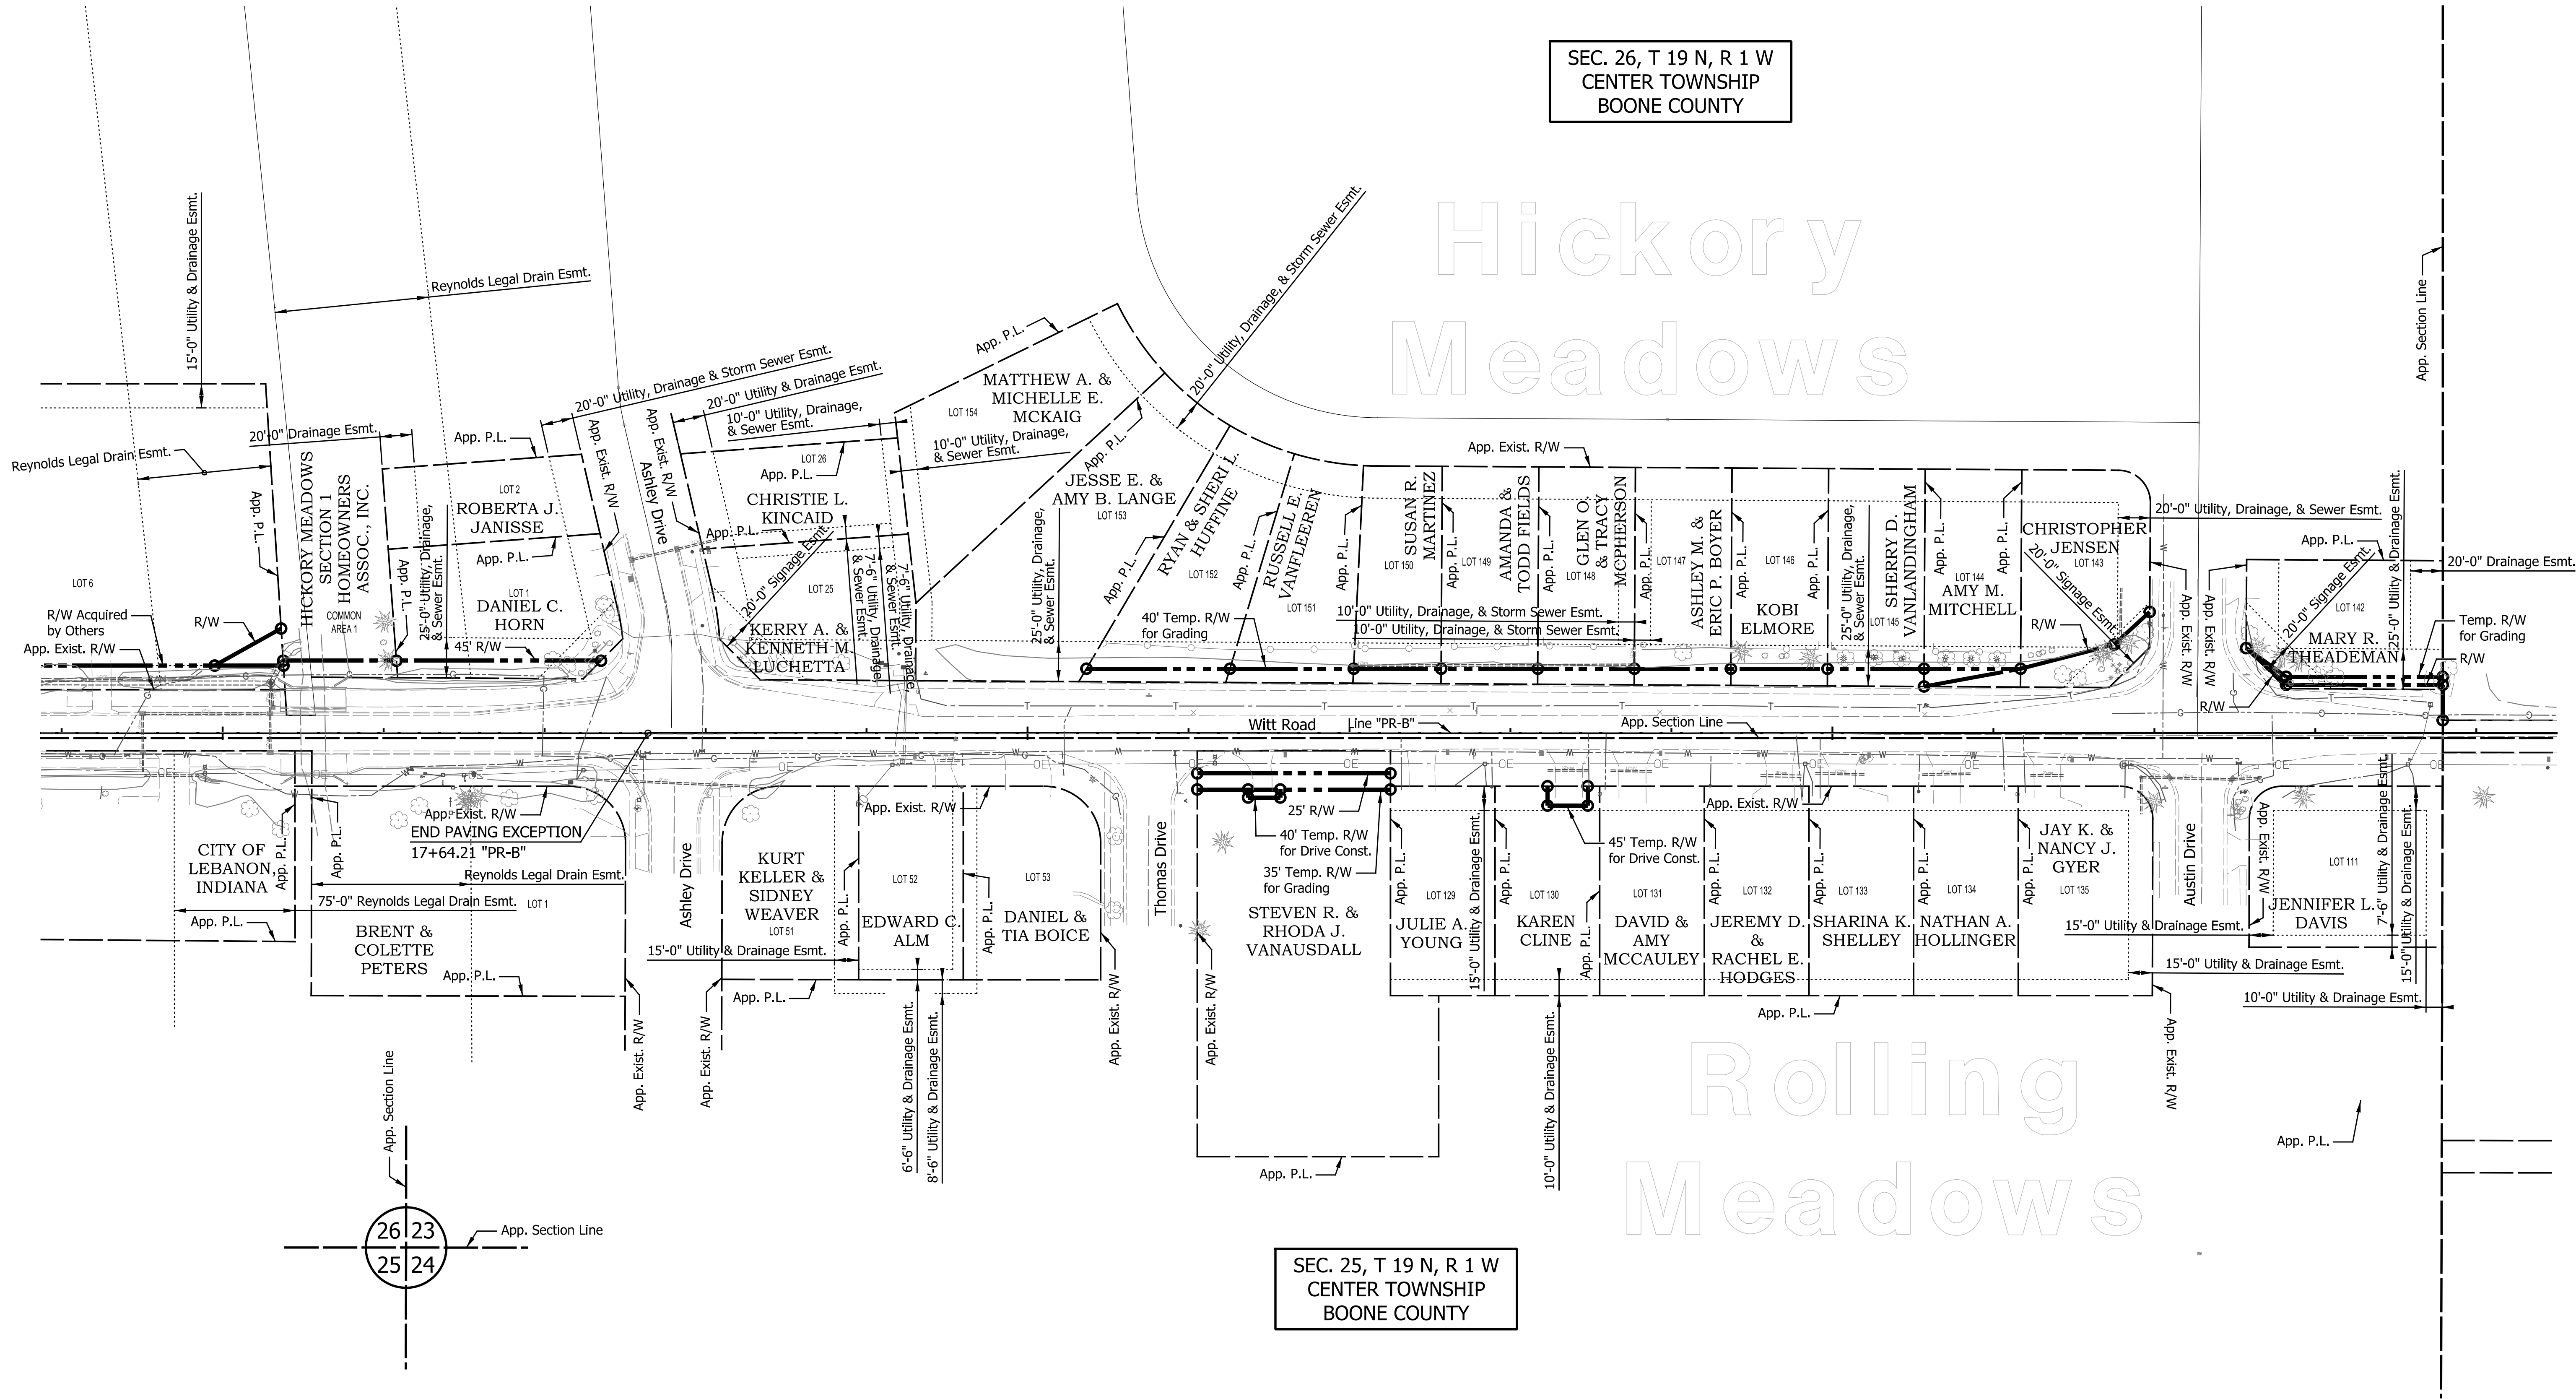 SEC. 26, T 19 N, R 1 W
CENTER TOWNSHIP
BOONE COUNTY
Hickory
Meadows
15'-0" Utility & Drainage Esmt.
Reynolds Legal Drain Esmt.
20'-0" Utility, Drainage, & Storm Sewer Esmt.
App. Section Line
App. P.L.
20'-0" Utility, Drainage & Storm Sewer Esmt.
20'-0" Utility & Drainage Esmt.
10'-0" Utility, Drainage,
& Sewer Esmt.
MATTHEW A. &
MICHELLE E.
MCKAIG
LOT 154
10'-0" Utility, Drainage,
& Sewer Esmt.
App. P.L.
20'-0" Drainage Esmt.
App. P.L.
App. Exist. R/W
App. Exist. R/W
Ashley Drive
LOT 26
App. P.L.
App. Exist. R/W
Reynolds Legal Drain Esmt.
App. P.L.
HICKORY MEADOWS
SECTION 1
HOMEOWNERS
ASSOC., INC.
COMMON
AREA 1
LOT 2
ROBERTA J.
JANISSE
App. P.L.
App. P.L.
25'-0" Utility, Drainage,
& Sewer Esmt.
LOT 1
DANIEL C.
HORN
45' R/W
CHRISTIE L.
KINCAID
App. P.L.
20'-0" Signage Esmt.
LOT 25
KERRY A. &
KENNETH M.
LUCHETTA
7'-6" Utility, Drainage,
& Sewer Esmt.
7'-6" Utility, Drainage,
& Sewer Esmt.
JESSE E. &
AMY B. LANGE
LOT 153
25'-0" Utility, Drainage,
& Sewer Esmt.
App. P.L.
RYAN & SHERI L.
HUFFINE
LOT 152
App. P.L.
RUSSELL E.
VANFLEEREN
LOT 151
App. P.L.
SUSAN R.
MARTINEZ
LOT 150
App. P.L.
LOT 149
AMANDA &
TODD FIELDS
App. P.L.
GLEN O.
& TRACY
MCPHERSON
LOT 148
App. P.L.
LOT 147
ASHLEY M. &
ERIC P. BOYER
App. P.L.
LOT 146
KOBI
ELMORE
App. P.L.
25'-0" Utility, Drainage,
& Sewer Esmt.
SHERRY D.
VANLANDINGHAM
LOT 145
App. P.L.
LOT 144
AMY M.
MITCHELL
App. P.L.
CHRISTOPHER
JENSEN
LOT 143
20'-0" Signage Esmt.
20'-0" Utility, Drainage, & Sewer Esmt.
App. Exist. R/W
App. Exist. R/W
App. P.L.
20'-0" Signage Esmt.
LOT 142
MARY R.
THEADEMAN
25'-0" Utility & Drainage Esmt.
20'-0" Drainage Esmt.
Temp. R/W
for Grading
R/W
R/W
R/W
LOT 6
R/W Acquired
by Others
R/W
App. Exist. R/W
40' Temp. R/W
for Grading
10'-0" Utility, Drainage, & Storm Sewer Esmt.
10'-0" Utility, Drainage, & Storm Sewer Esmt.
Witt Road
Line "PR-B"
App. Section Line
CITY OF
LEBANON,
INDIANA
App. P.L.
App. P.L.
App. Exist. R/W
END PAVING EXCEPTION
17+64.21 "PR-B"
Reynolds Legal Drain Esmt.
75'-0" Reynolds Legal Drain Esmt.
LOT 1
App. P.L.
BRENT &
COLETTE
PETERS
App. P.L.
App. Exist. R/W
Ashley Drive
App. Exist. R/W
KURT
KELLER &
SIDNEY
WEAVER
LOT 51
15'-0" Utility & Drainage Esmt.
App. P.L.
App. P.L.
App. Exist. R/W
LOT 52
EDWARD C.
ALM
6'-6" Utility & Drainage Esmt.
8'-6" Utility & Drainage Esmt.
App. P.L.
LOT 53
DANIEL &
TIA BOICE
App. Exist. R/W
Thomas Drive
App. Exist. R/W
25' R/W
40' Temp. R/W
for Drive Const.
35' Temp. R/W
for Grading
STEVEN R. &
RHODA J.
VANAUSDALL
App. P.L.
App. P.L.
LOT 129
JULIE A.
YOUNG
15'-0" Utility & Drainage Esmt.
App. P.L.
LOT 130
KAREN
CLINE
10'-0" Utility & Drainage Esmt.
App. P.L.
45' Temp. R/W
for Drive Const.
LOT 131
DAVID &
AMY
MCCAULEY
App. Exist. R/W
App. P.L.
LOT 132
JEREMY D.
&
RACHEL E.
HODGES
App. P.L.
LOT 133
SHARINA K.
SHELLEY
App. P.L.
App. P.L.
LOT 134
NATHAN A.
HOLLINGER
App. P.L.
JAY K. &
NANCY J.
GYER
LOT 135
Austin Drive
App. Exist. R/W
App. Exist. R/W
LOT 111
JENNIFER L.
DAVIS
15'-0" Utility & Drainage Esmt.
15'-0" Utility & Drainage Esmt.
7'-6" Utility & Drainage Esmt.
15'-0" Utility & Drainage Esmt.
10'-0" Utility & Drainage Esmt.
App. P.L.
Rolling
Meadows
App. Section Line
26 23
25 24
App. Section Line
SEC. 25, T 19 N, R 1 W
CENTER TOWNSHIP
BOONE COUNTY